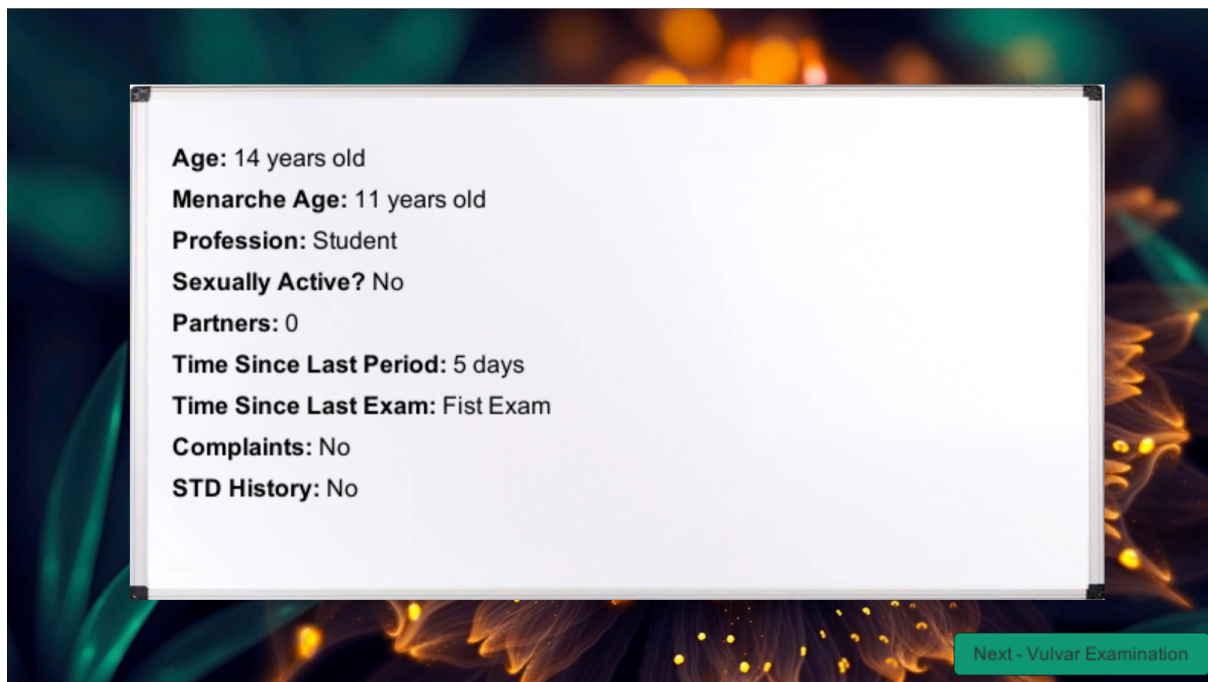 Age: 14 years old
Menarche Age: 11 years old
Profession: Student
Sexually Active? No
Partners: 0
Time Since Last Period: 5 days
Time Since Last Exam: Fist Exam
Complaints: No
STD History: No
Next - Vulvar Examination